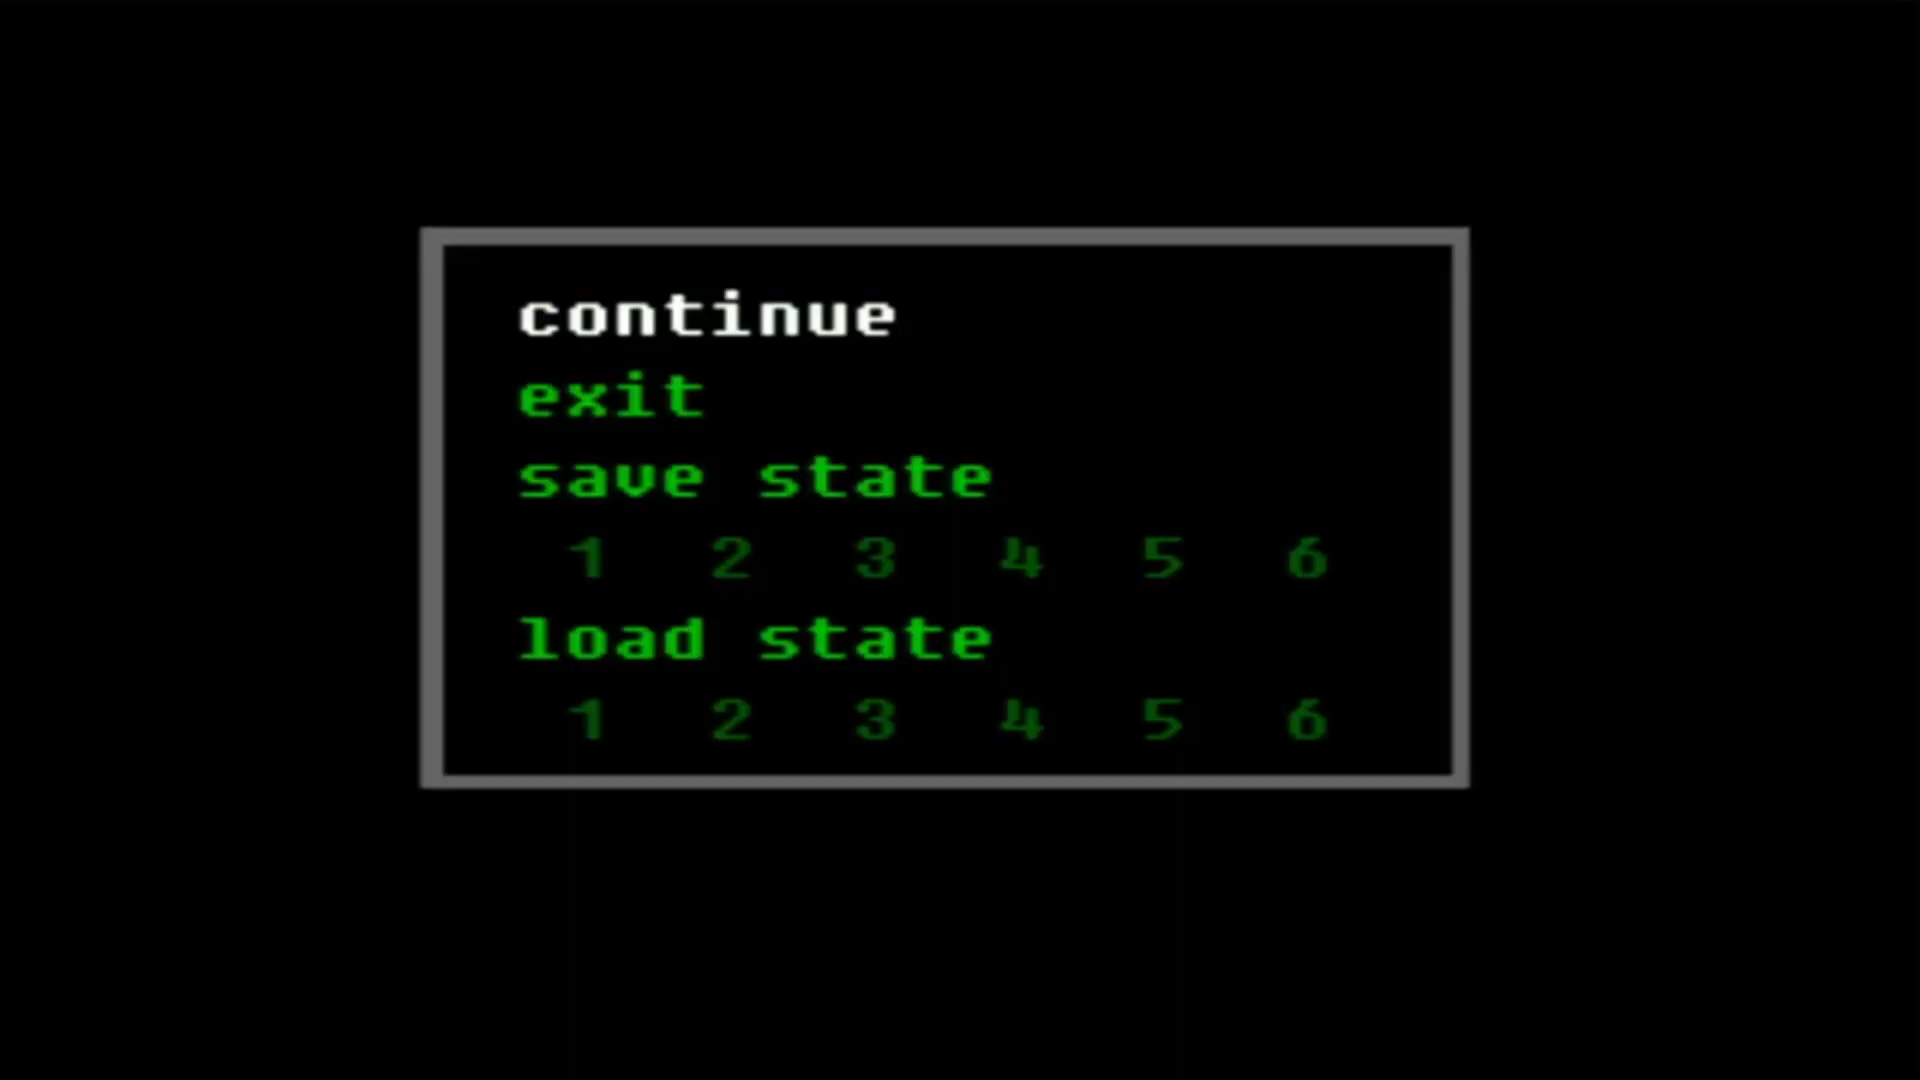 continue
exit
save state
1 2 3 4 5 6
load state
1 2 3 4 5 6